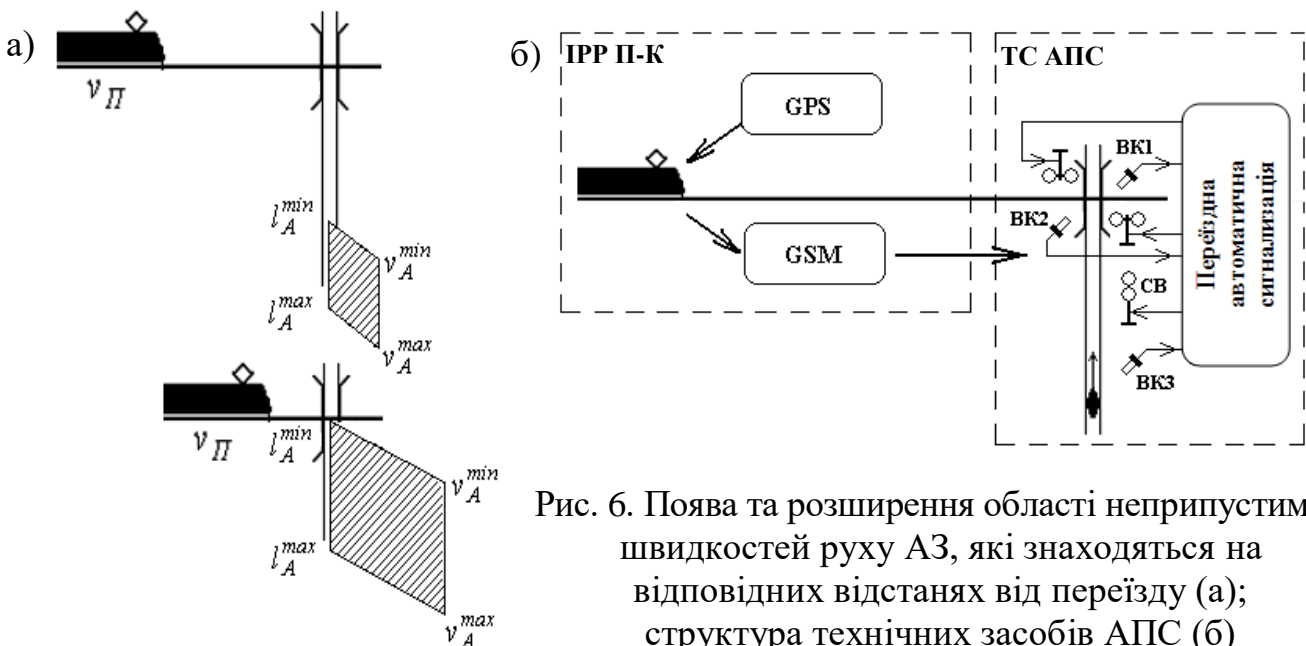 а)
v_П
l_A^min
v_A^min
l_A^max
v_A^max
v_П
l_A^min
v_A^min
l_A^max
v_A^max
б)
ІРР П-К
GPS
GSM
ТС АПС
ВК1
ВК2
СВ
ВК3
Переїздна
автоматична
сигнализація
Рис. 6. Поява та розширення області неприпустим
швидкостей руху АЗ, які знаходяться на
відповідних відстанях від переїзду (а);
структура технічних засобів АПС (б)